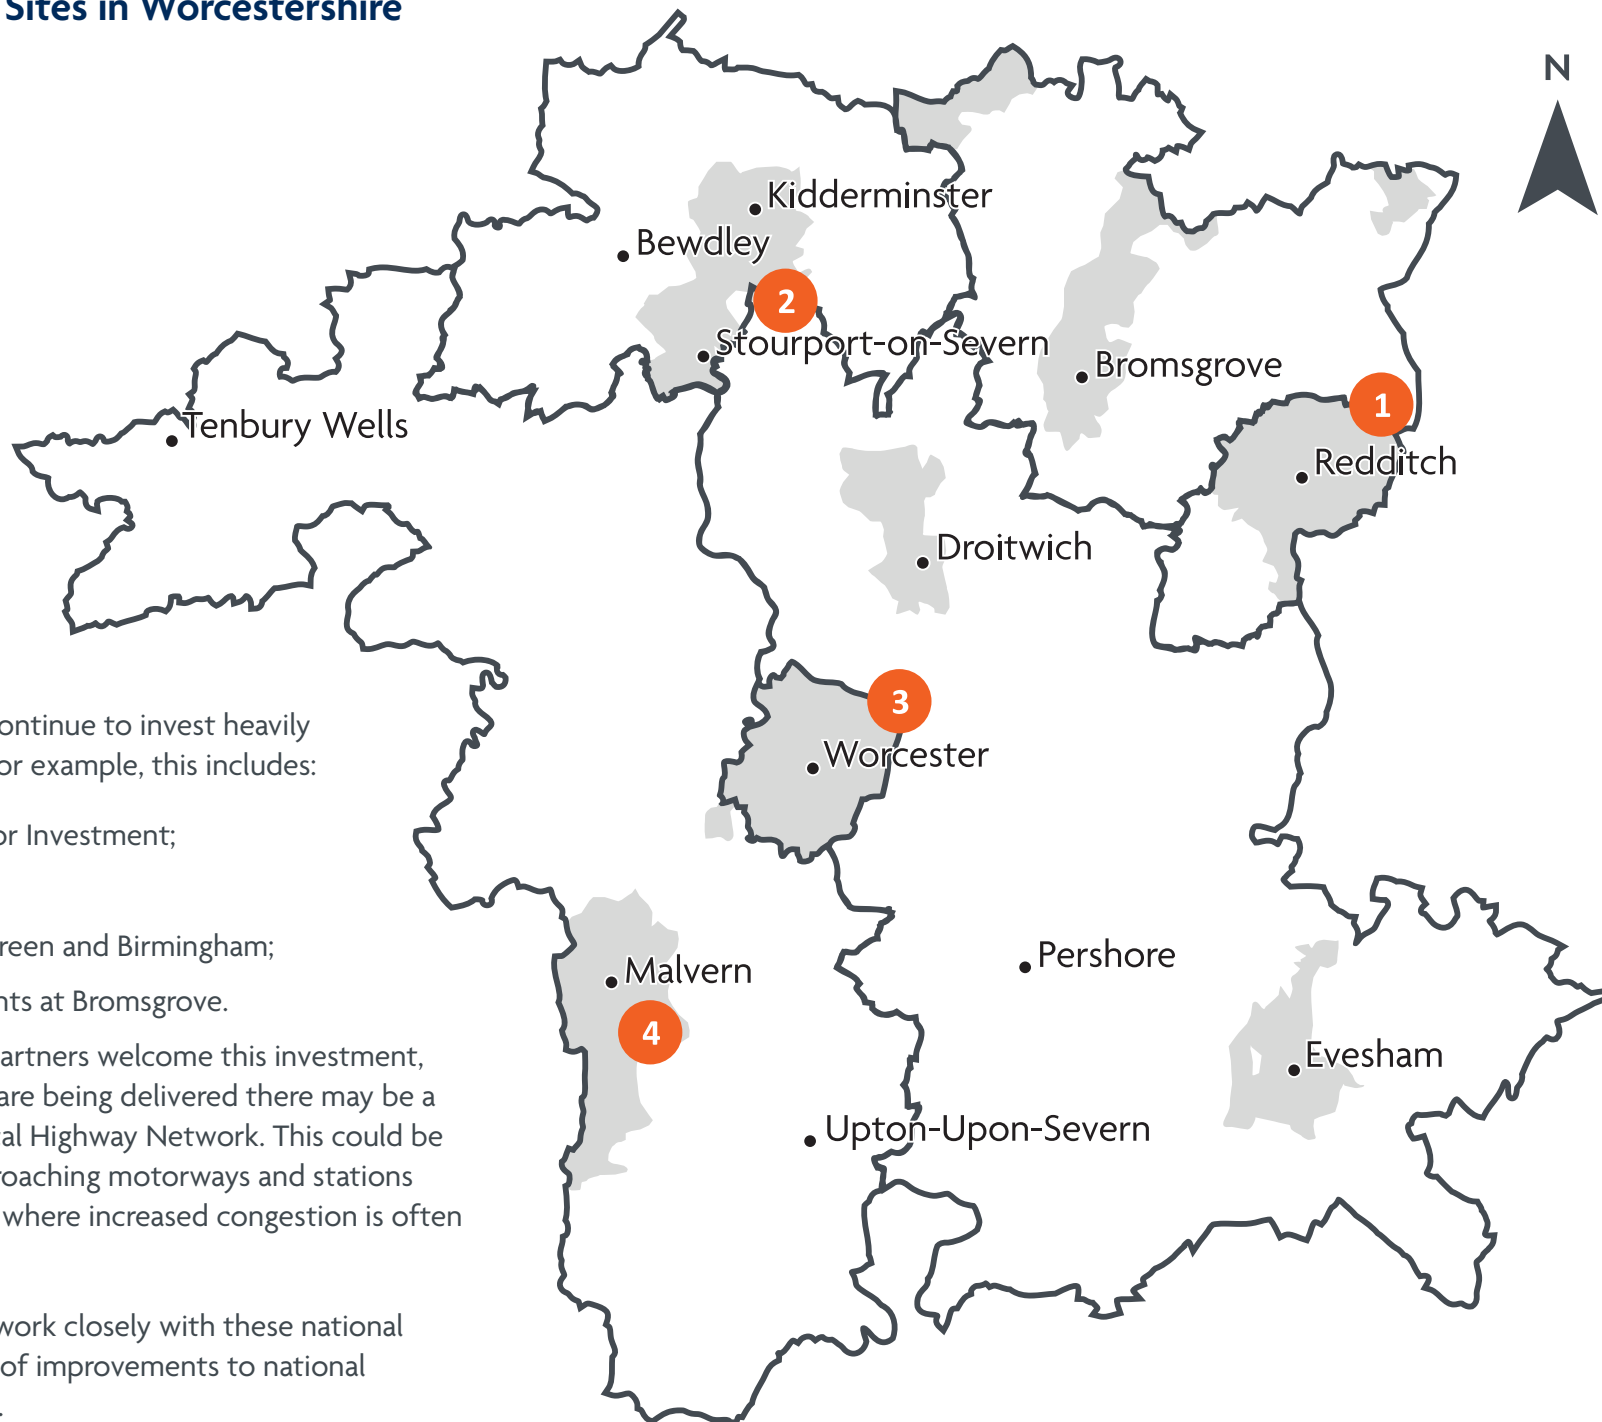 Sites in Worcestershire
N
Kidderminster
Bewdley
2
Stourport-on-Severn
Bromsgrove
1
Tenbury Wells
Redditch
Droitwich
3
Worcester
ontinue to invest heavily
or example, this includes:
or Investment;
reen and Birmingham;
nts at Bromsgrove.
artners welcome this investment,
are being delivered there may be a
cal Highway Network. This could be
roaching motorways and stations
where increased congestion is often
work closely with these national
of improvements to national
.
Malvern
4
Pershore
Evesham
Upton-Upon-Severn